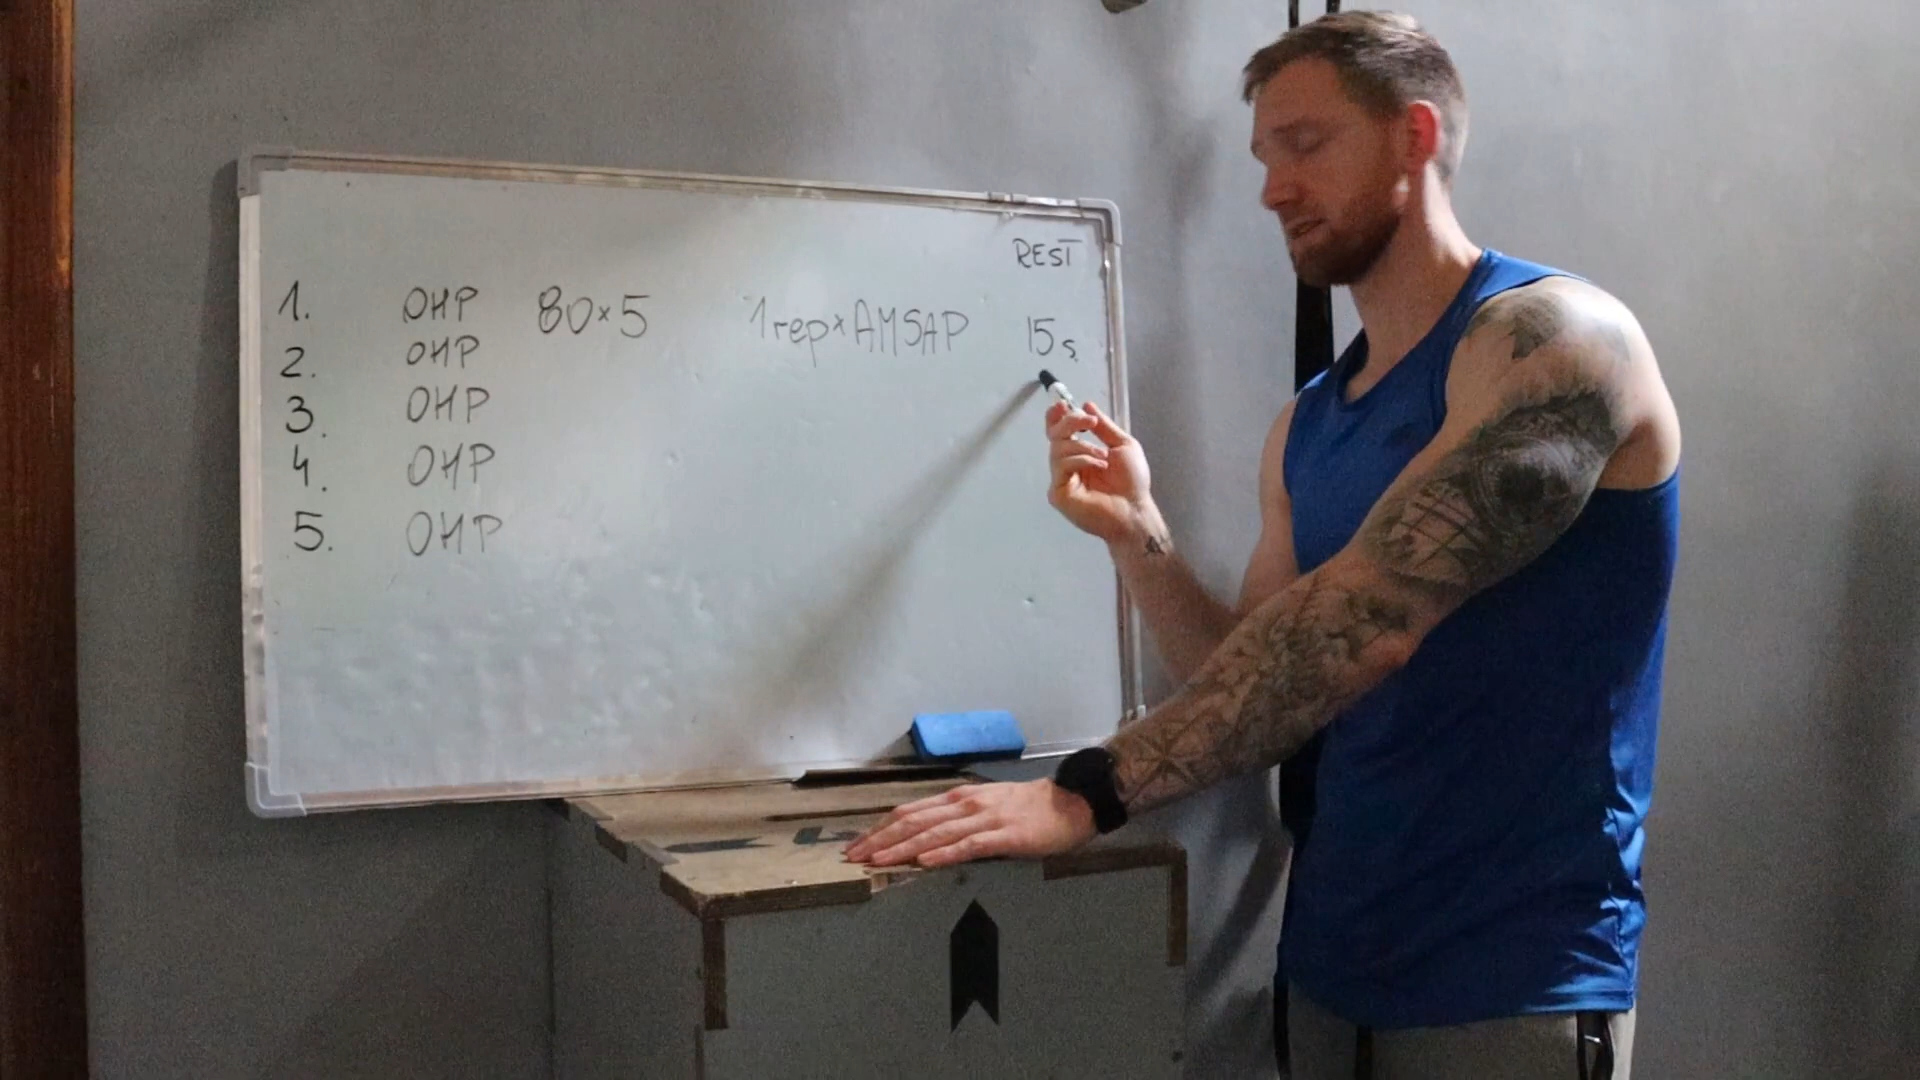 REST
1. OHP 80×5 1rep×AMSAP 15s
2. OHP
3. OHP
4. OHP
5. OHP